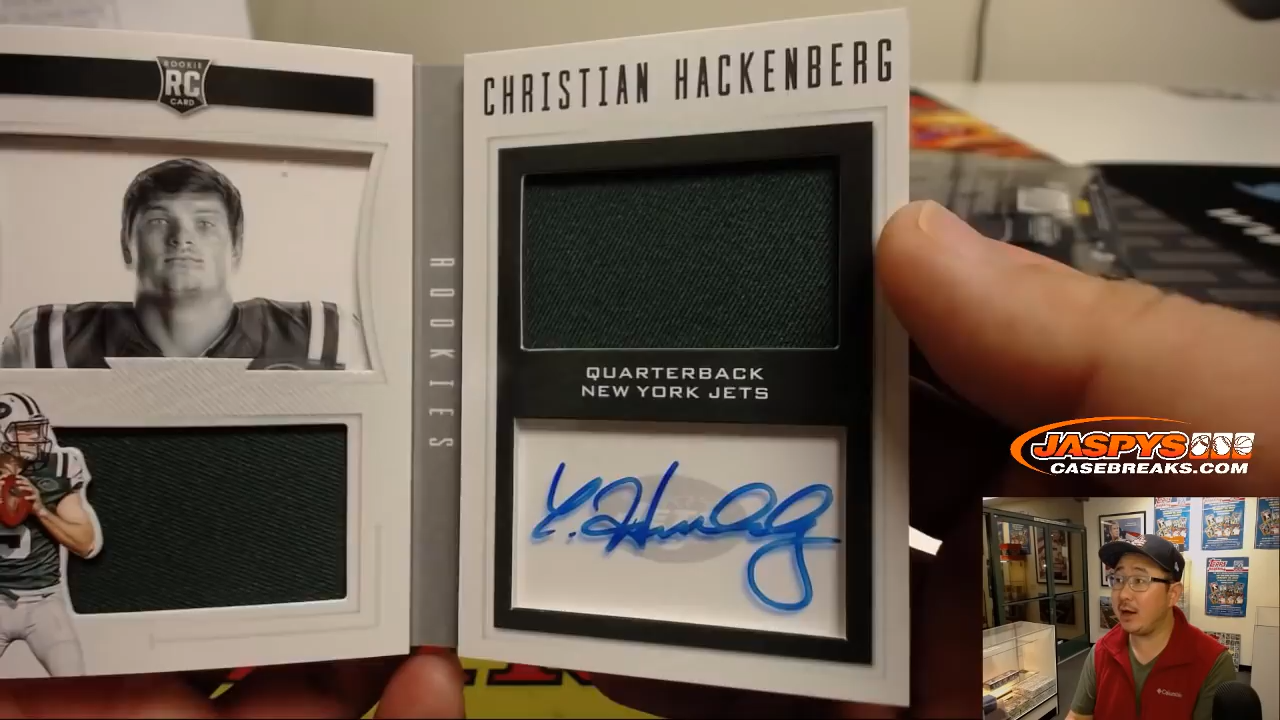 ROOKIE
RC
CARD
ROOKIES
CHRISTIAN HACKENBERG
QUARTERBACK
NEW YORK JETS
JASPYS
CASEBREAKS.COM
Columbia